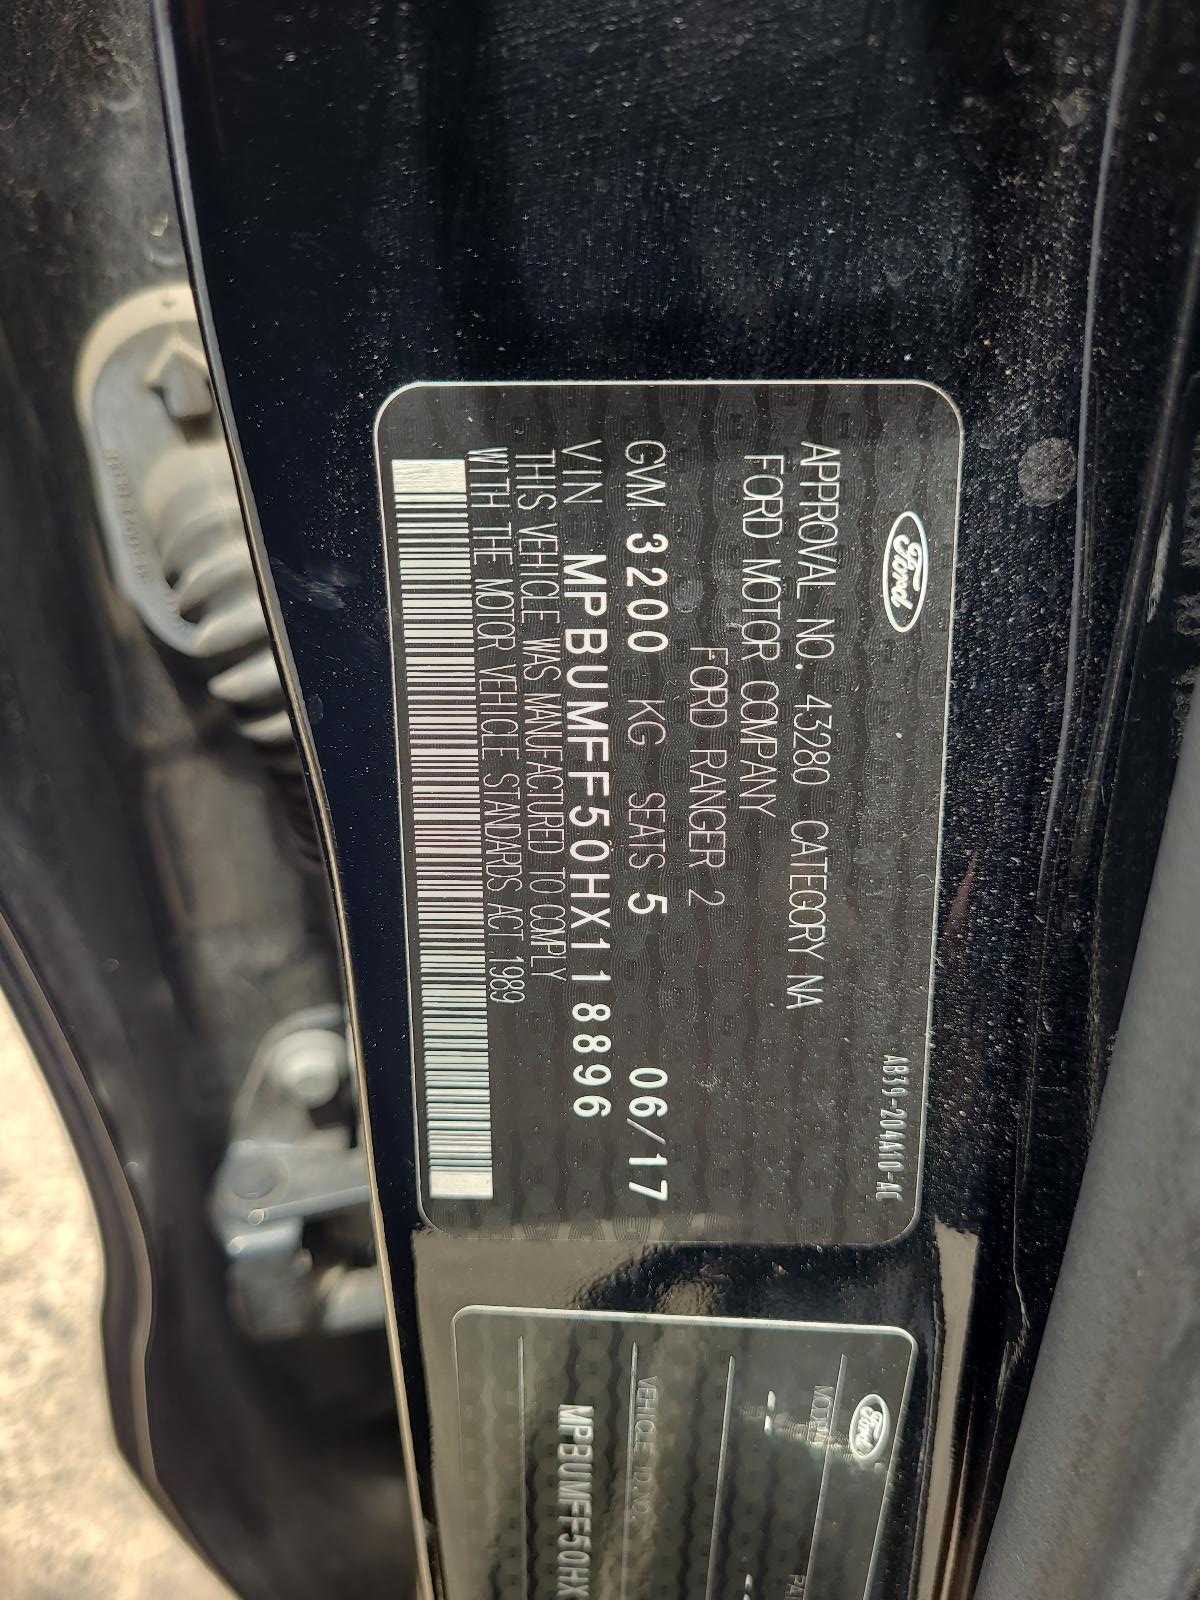 Ford
AB39-204A10-AC
APPROVAL NO. 43280 CATEGORY NA
FORD MOTOR COMPANY
FORD RANGER 2
GVM 3200 KG SEATS 5 06/17
VIN MPBUMFF50HX118896
THIS VEHICLE WAS MANUFACTURED TO COMPLY
WITH THE MOTOR VEHICLE STANDARDS ACT 1989
Ford
VEHICLE ID.NO.
MPBUMFF50HX